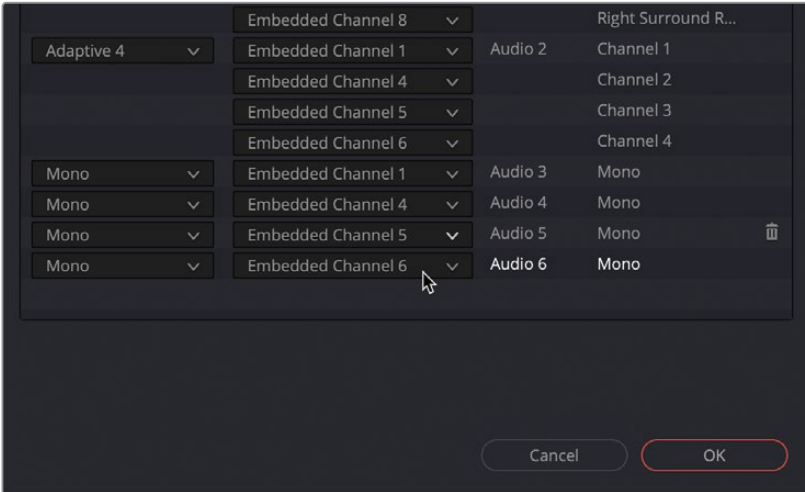 Embedded Channel 8 Right Surround R...
Adaptive 4 Embedded Channel 1 Audio 2 Channel 1
Embedded Channel 4 Channel 2
Embedded Channel 5 Channel 3
Embedded Channel 6 Channel 4
Mono Embedded Channel 1 Audio 3 Mono
Mono Embedded Channel 4 Audio 4 Mono
Mono Embedded Channel 5 Audio 5 Mono
Mono Embedded Channel 6 Audio 6 Mono
Cancel OK